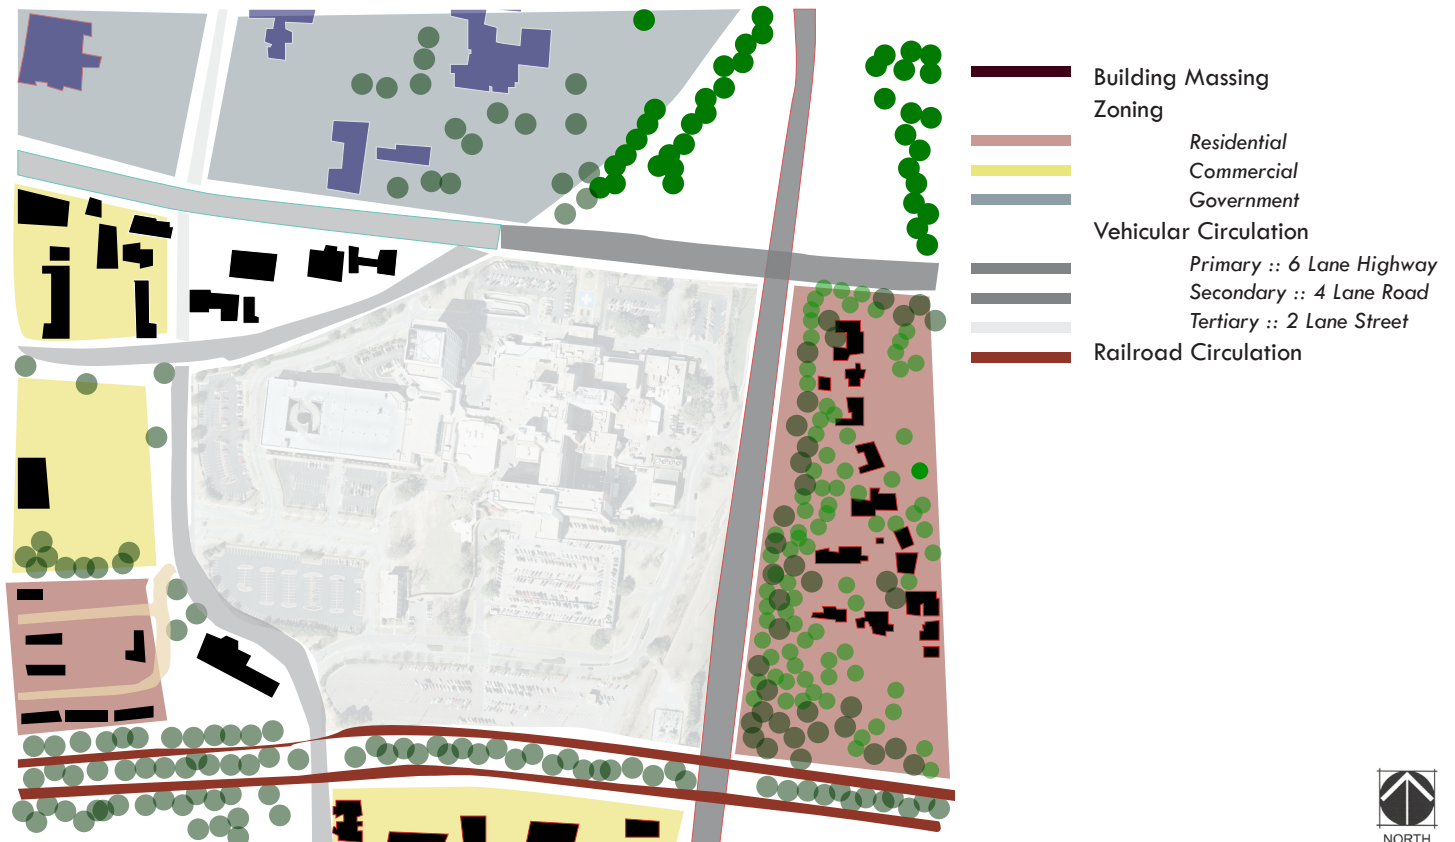 Building Massing
Zoning
Residential
Commercial
Government
Vehicular Circulation
Primary :: 6 Lane Highway
Secondary :: 4 Lane Road
Tertiary :: 2 Lane Street
Railroad Circulation
NORTH